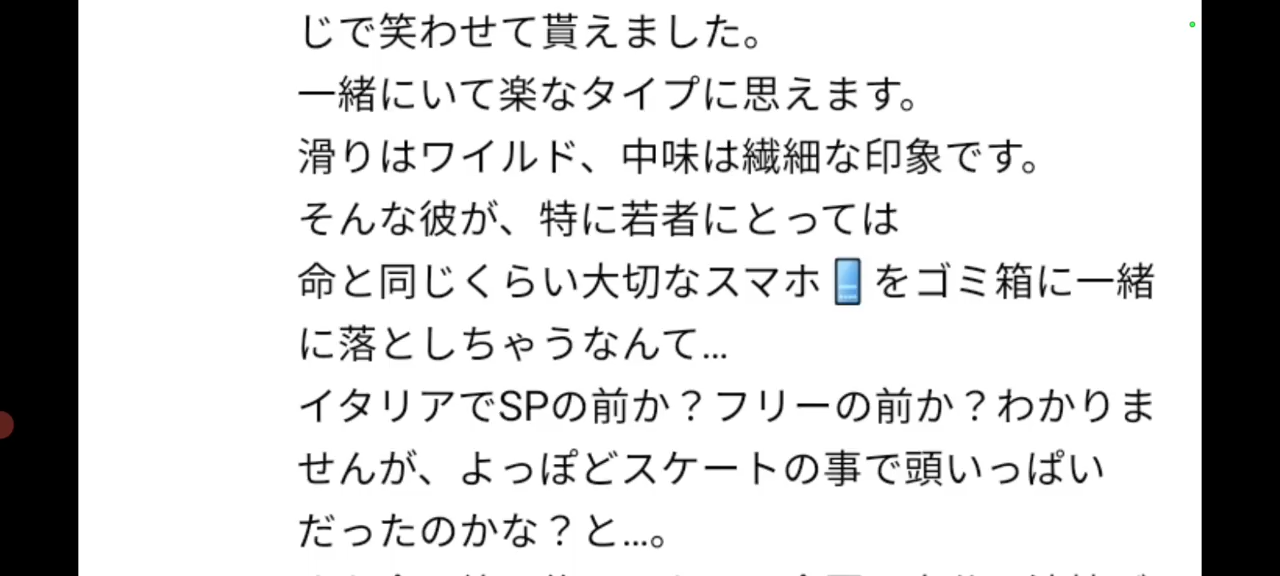 じで笑わせて貰えました。
一緒にいて楽なタイプに思えます。
滑りはワイルド、中味は繊細な印象です。
そんな彼が、特に若者にとっては
命と同じくらい大切なスマホ📱をゴミ箱に一緒
に落としちゃうなんて…
イタリアでSPの前か？フリーの前か？わかりま
せんが、よっぽどスケートの事で頭いっぱい
だったのかな？と…。